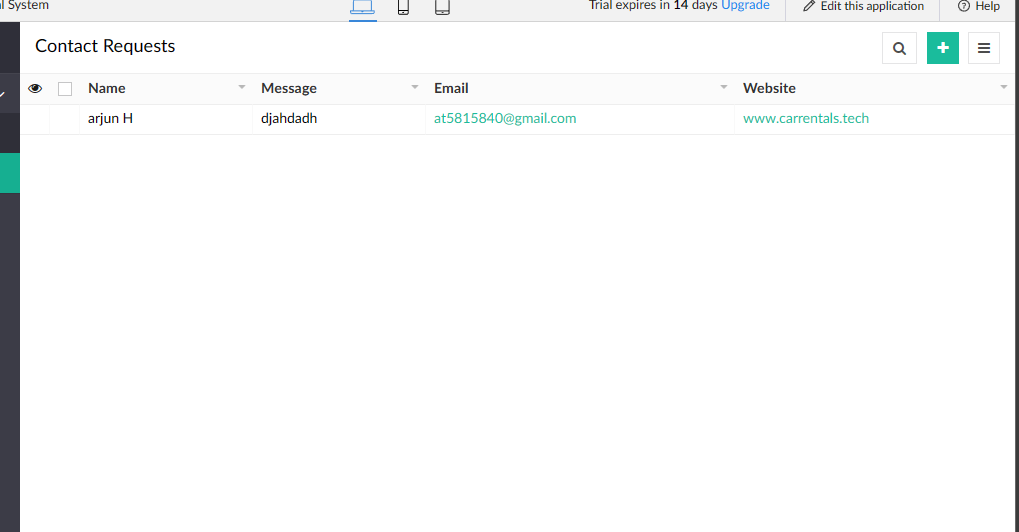 l System
Trial expires in 14 days Upgrade
Edit this application
Help
Contact Requests
Name Message Email Website
arjun H djahdadh at5815840@gmail.com www.carrentals.tech